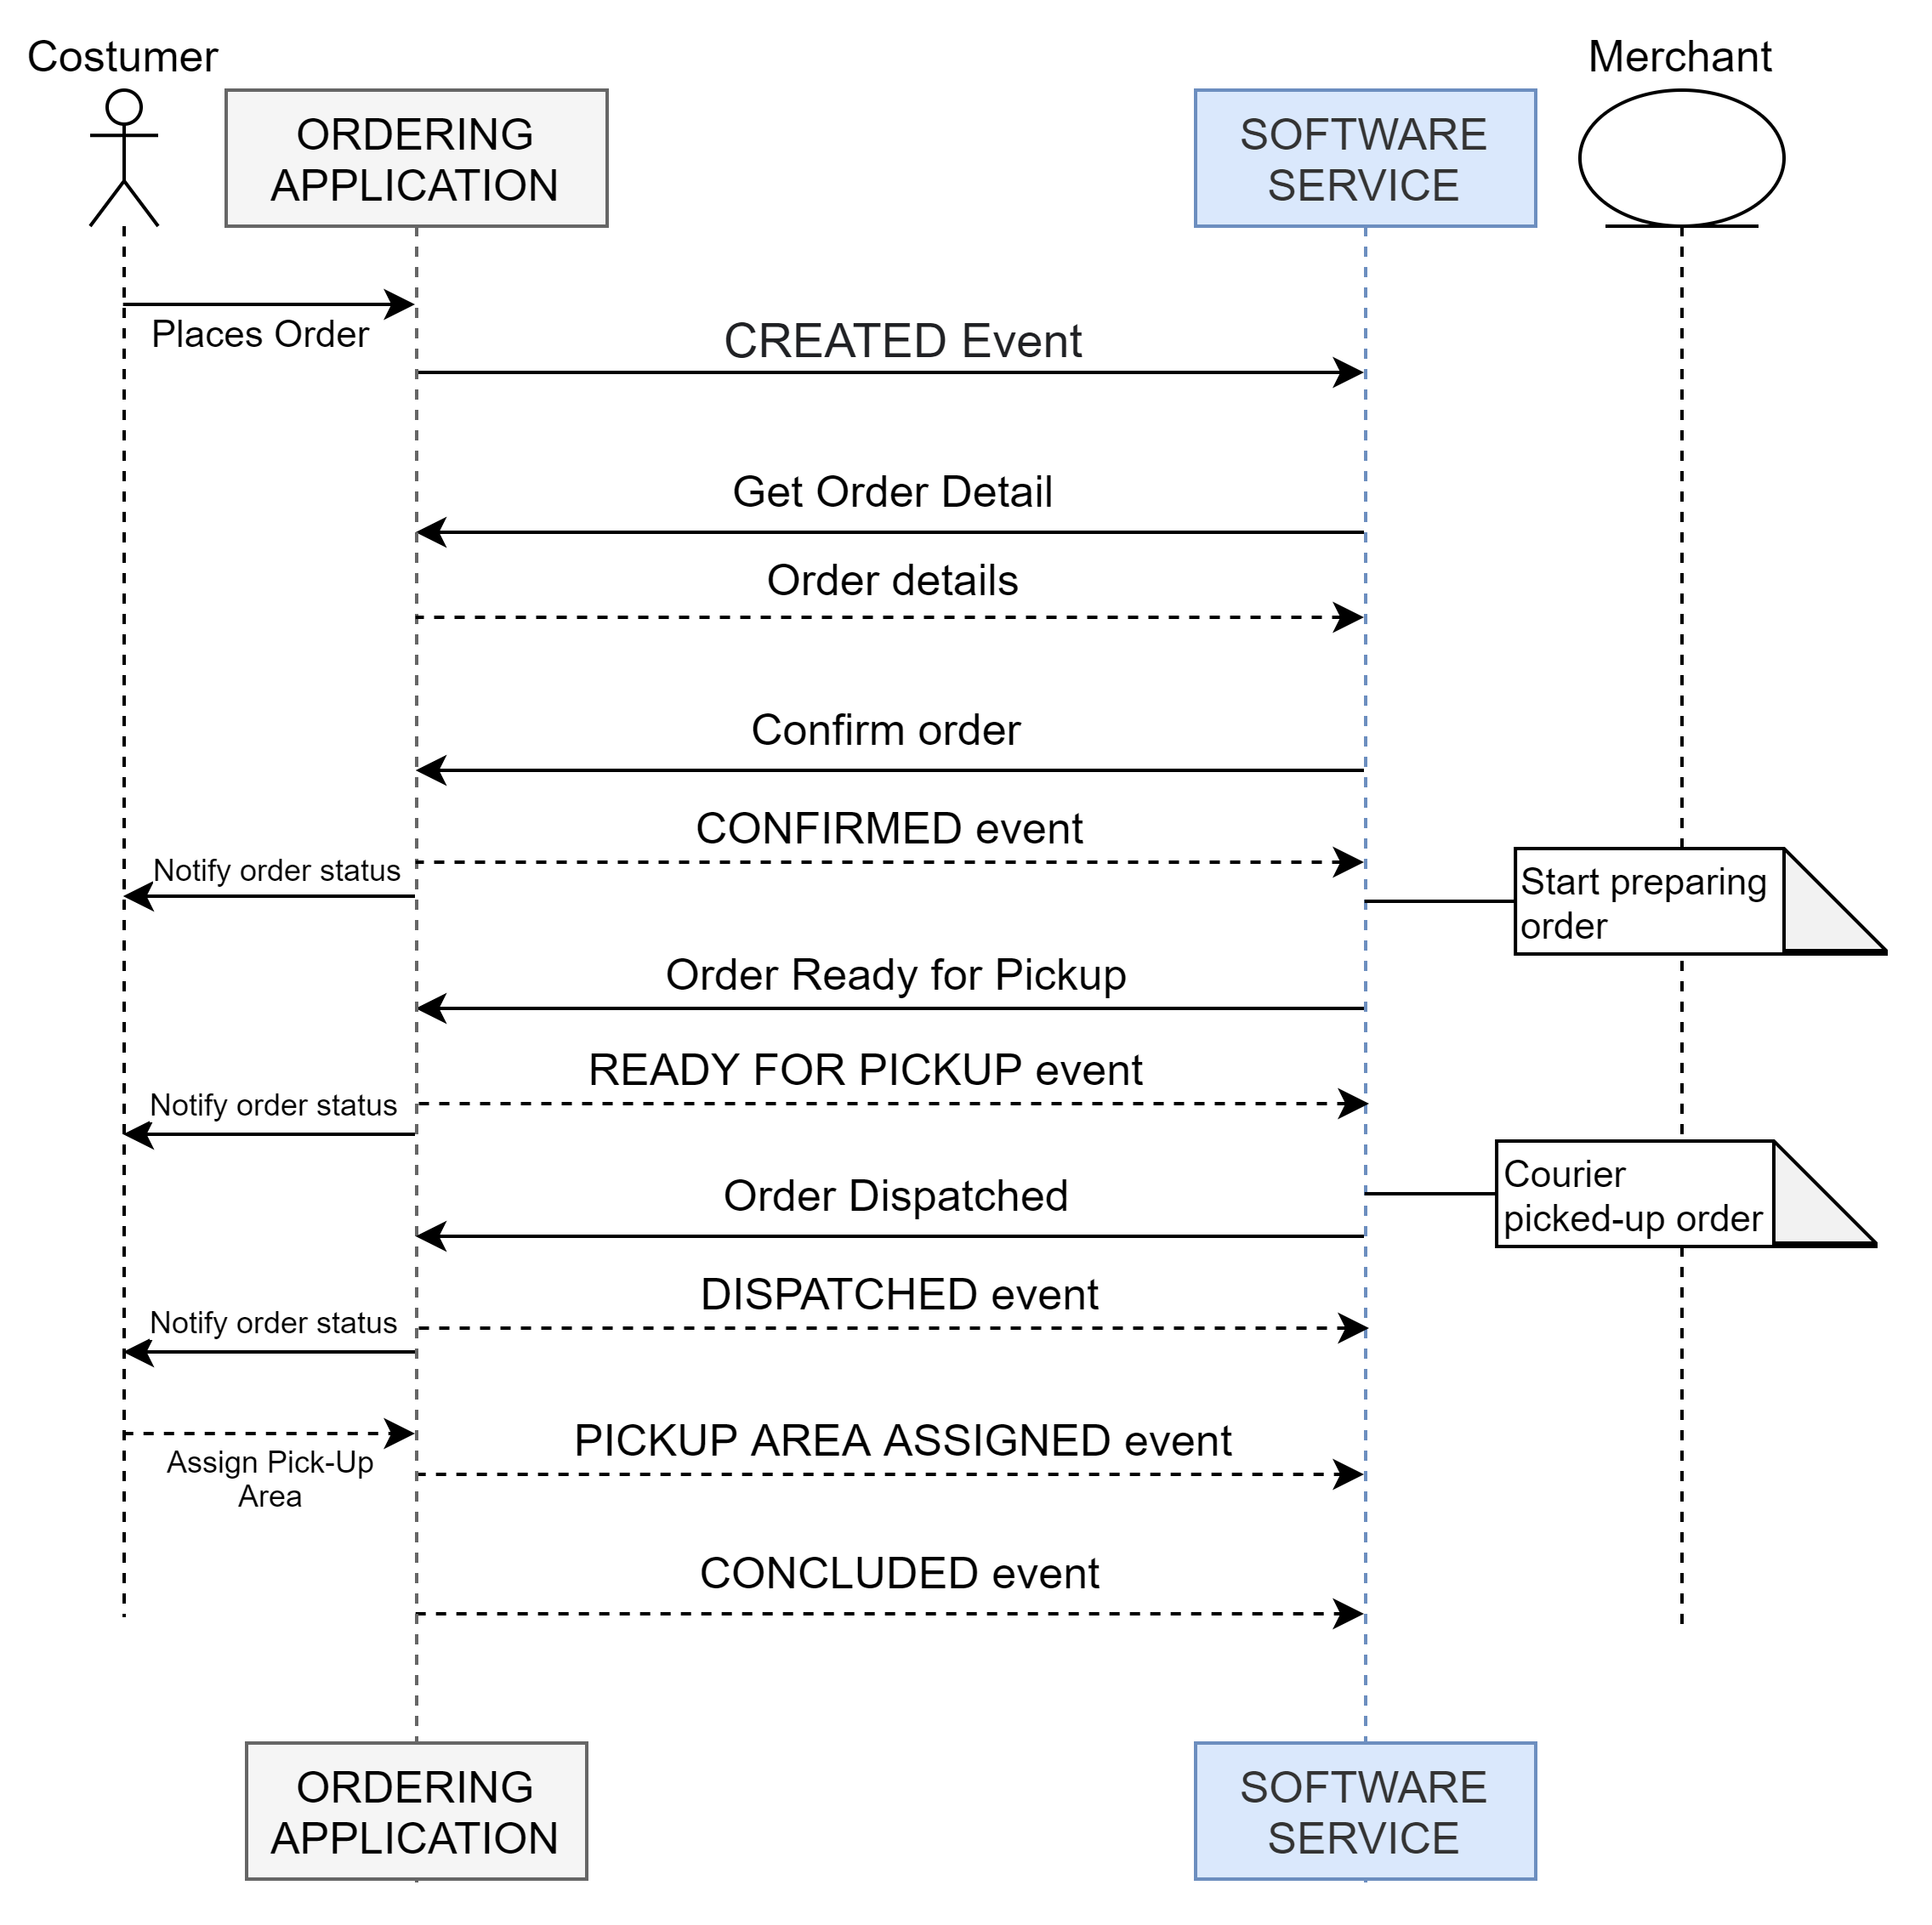 Costumer
Merchant
ORDERING
APPLICATION
SOFTWARE
SERVICE
Places Order
CREATED Event
Get Order Detail
Order details
Confirm order
CONFIRMED event
Notify order status
Start preparing
order
Order Ready for Pickup
READY FOR PICKUP event
Notify order status
Courier
picked-up order
Order Dispatched
DISPATCHED event
Notify order status
PICKUP AREA ASSIGNED event
Assign Pick-Up
Area
CONCLUDED event
ORDERING
APPLICATION
SOFTWARE
SERVICE